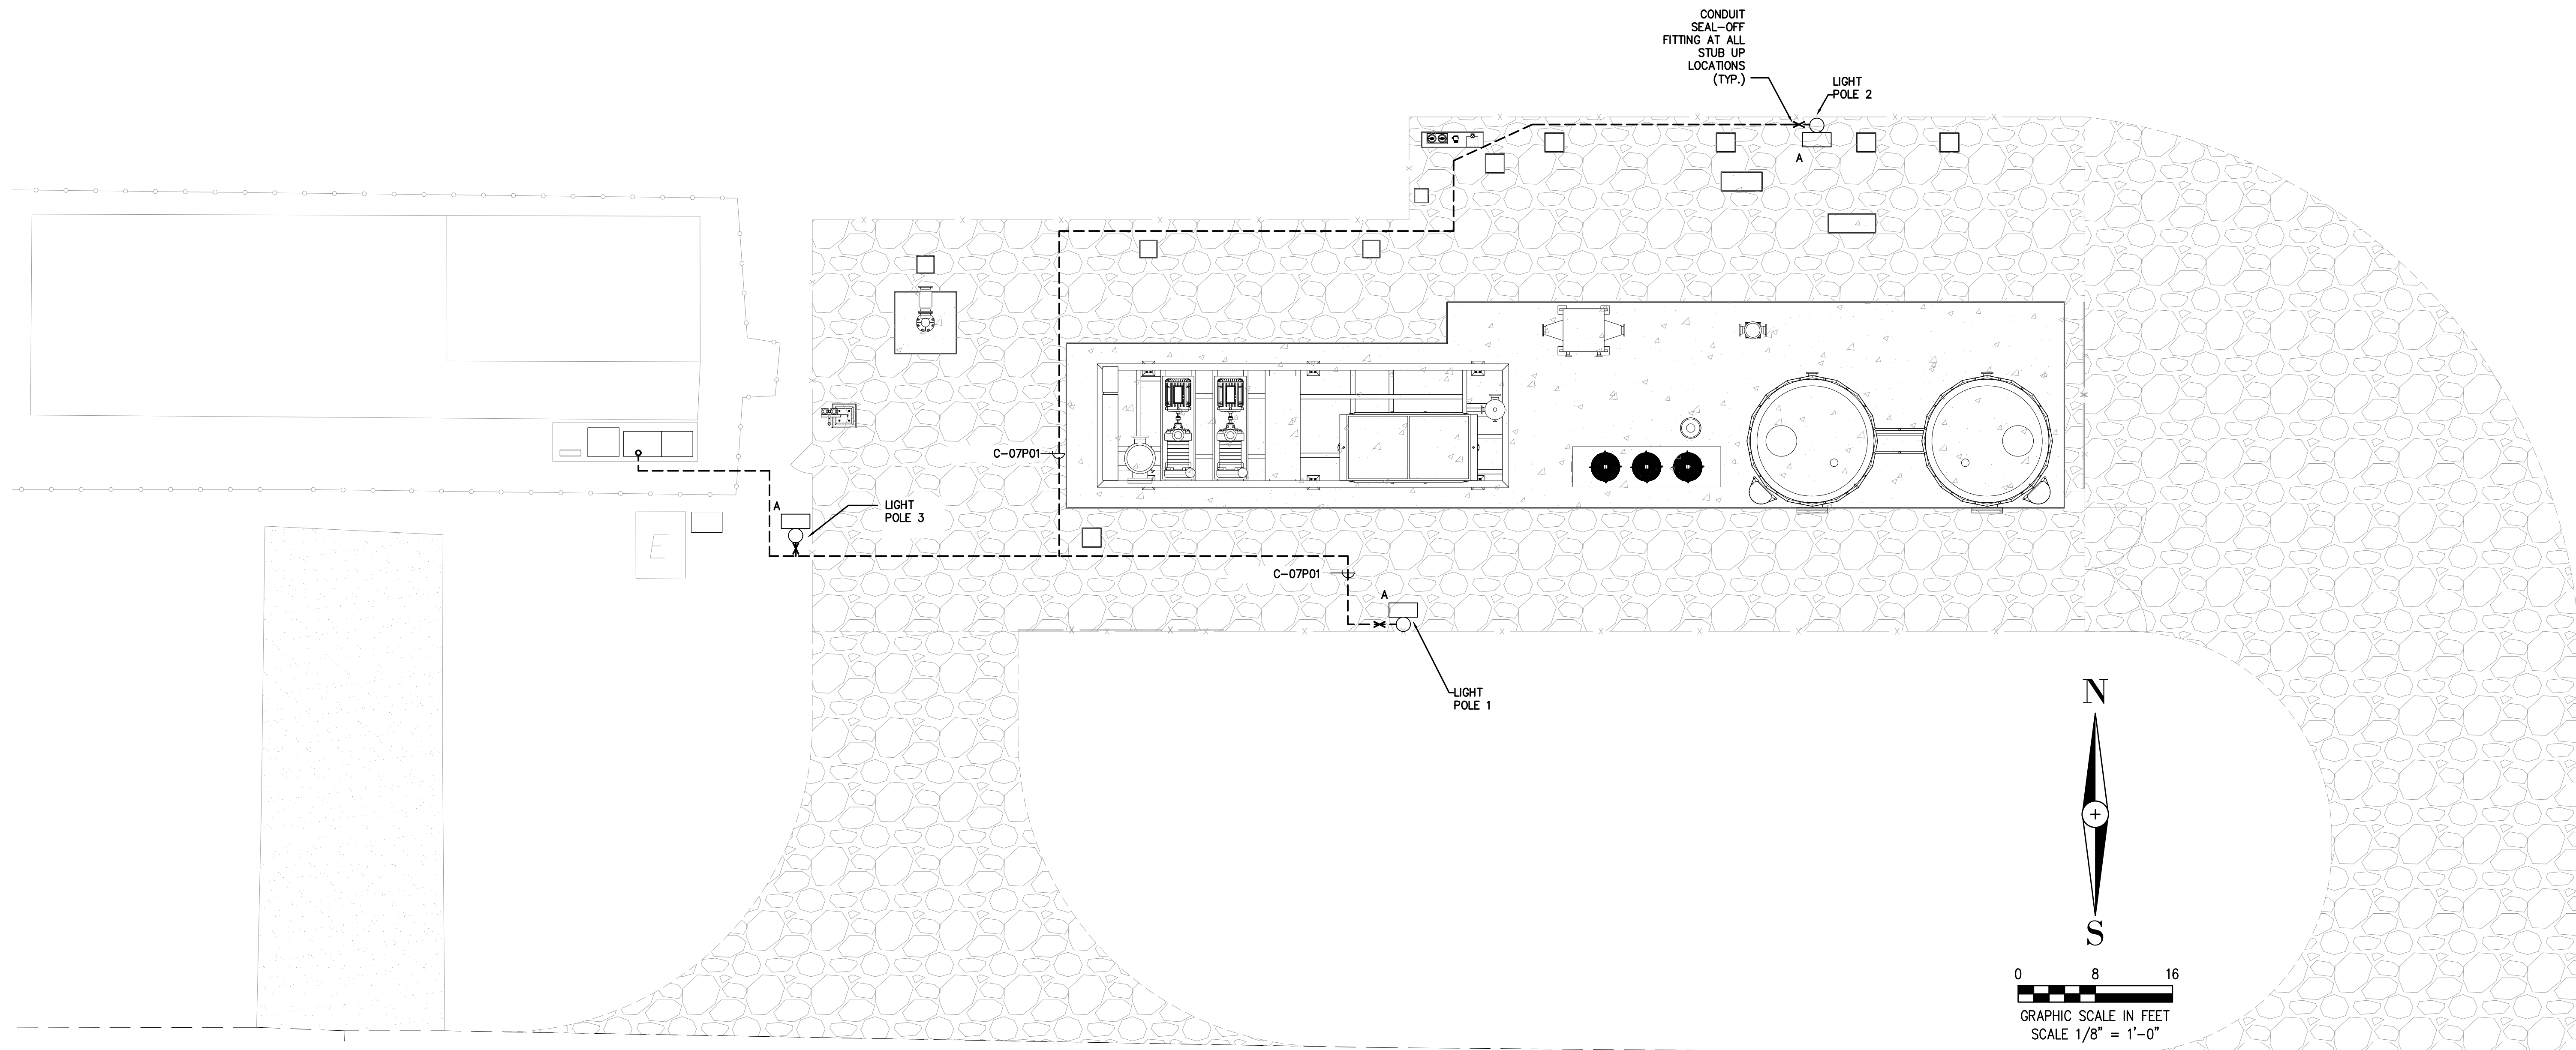 CONDUIT
SEAL-OFF
FITTING AT ALL
STUB UP
LOCATIONS
(TYP.)
LIGHT
POLE 2
A
C-07P01
A
LIGHT
POLE 3
E
C-07P01
A
LIGHT
POLE 1
N
S
0 8 16
GRAPHIC SCALE IN FEET
SCALE 1/8" = 1'-0"